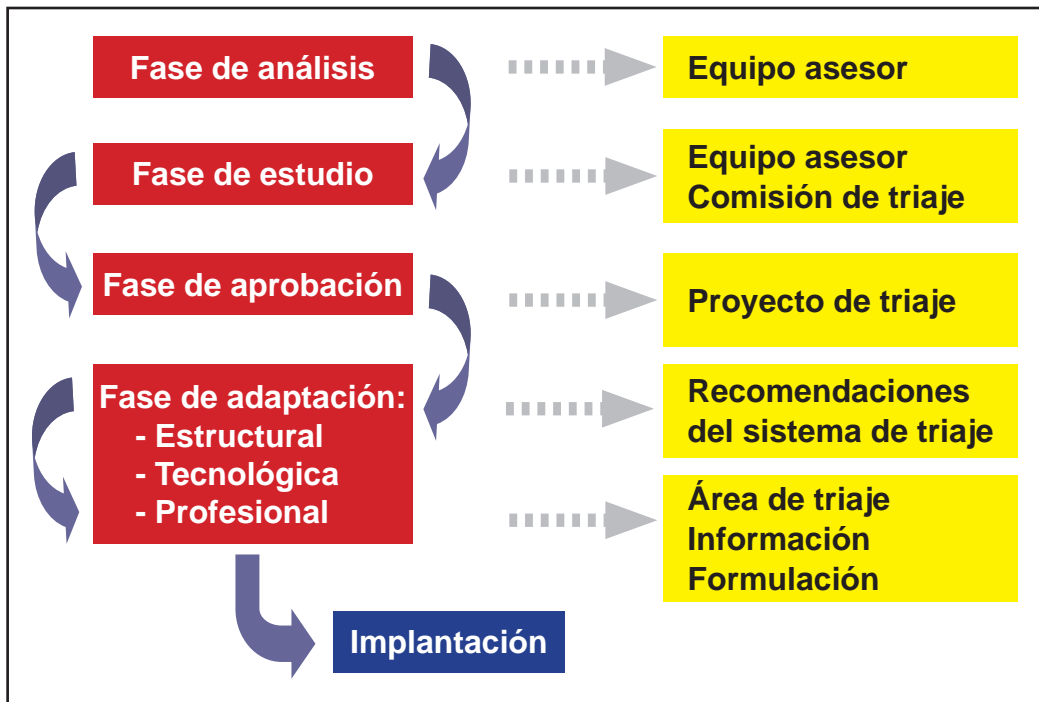 Fase de análisis
Equipo asesor
Fase de estudio
Equipo asesor
Comisión de triaje
Fase de aprobación
Proyecto de triaje
Fase de adaptación:
- Estructural
- Tecnológica
- Profesional
Recomendaciones
del sistema de triaje
Área de triaje
Información
Formulación
Implantación